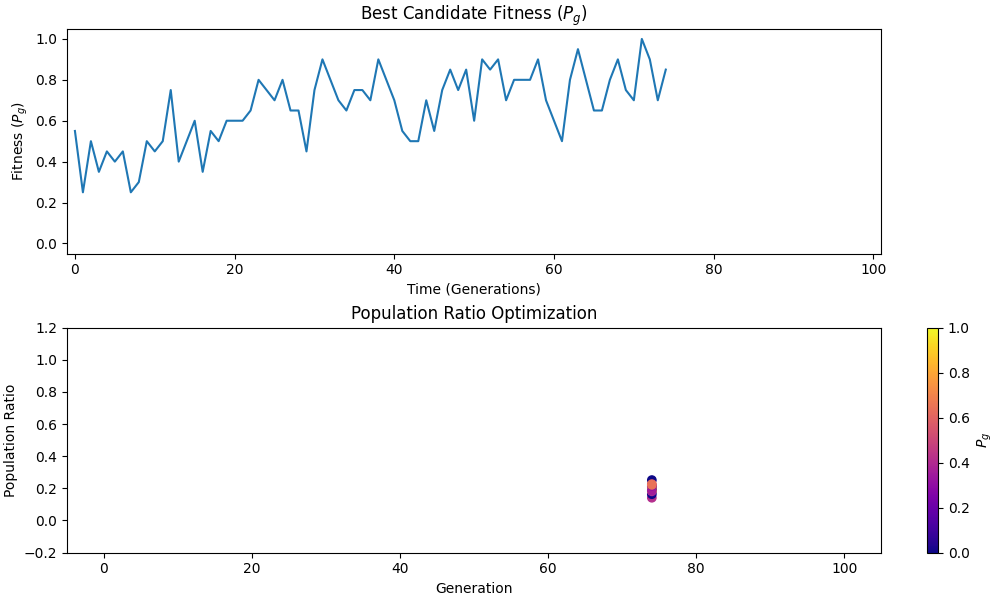 Best Candidate Fitness (P_g)
Fitness (P_g)
1.0
0.8
0.6
0.4
0.2
0.0
0 20 40 60 80 100
Time (Generations)
Population Ratio Optimization
Population Ratio
1.2
1.0
0.8
0.6
0.4
0.2
0.0
−0.2
0 20 40 60 80 100
Generation
1.0
0.8
0.6
0.4
0.2
0.0
P_g